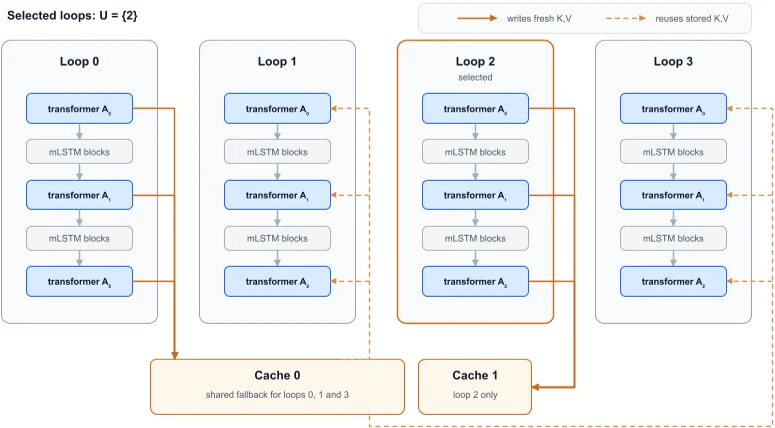 Selected loops: U = {2}
writes fresh K,V
reuses stored K,V
Loop 0
transformer A₀
mLSTM blocks
transformer A₁
mLSTM blocks
transformer A₂
Loop 1
transformer A₀
mLSTM blocks
transformer A₁
mLSTM blocks
transformer A₂
Loop 2
selected
transformer A₀
mLSTM blocks
transformer A₁
mLSTM blocks
transformer A₂
Loop 3
transformer A₀
mLSTM blocks
transformer A₁
mLSTM blocks
transformer A₂
Cache 0
shared fallback for loops 0, 1 and 3
Cache 1
loop 2 only